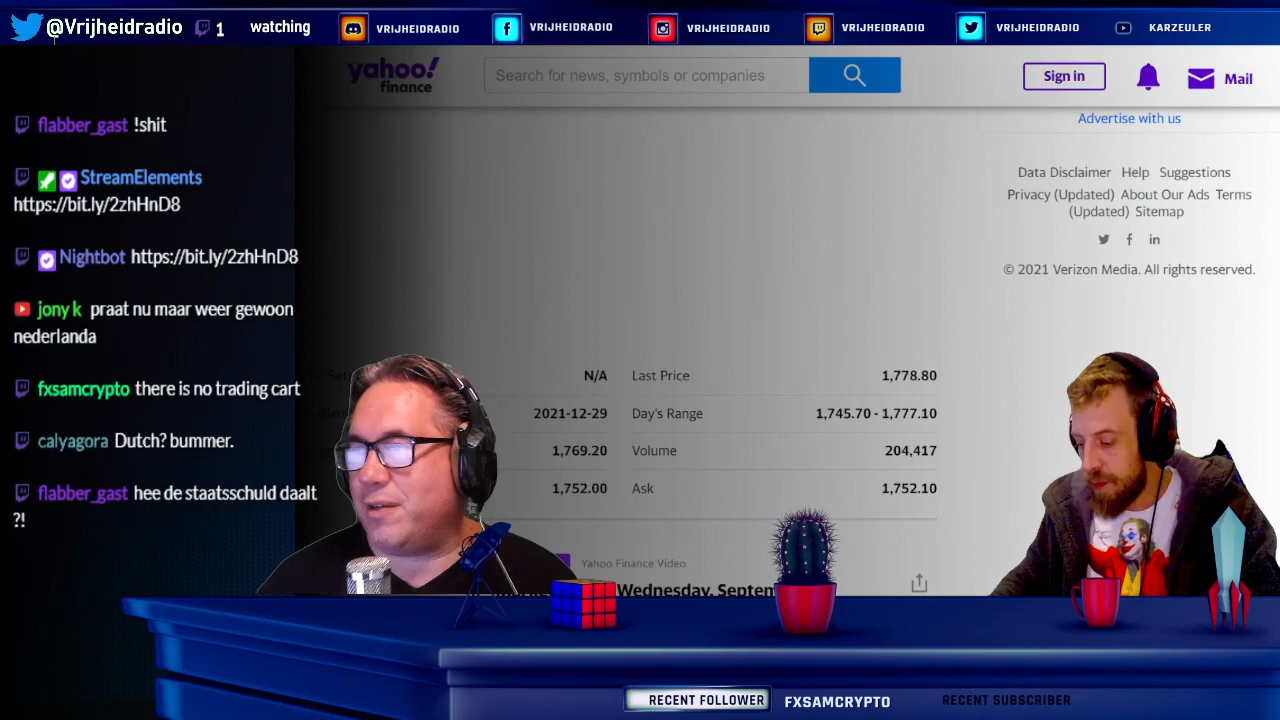 @Vrijheidradio 1 watching VRIJHEIDRADIO VRIJHEIDRADIO VRIJHEIDRADIO VRIJHEIDRADIO VRIJHEIDRADIO KARZEULER
yahoo! finance
Search for news, symbols or companies
Sign in
Mail
Advertise with us
Data Disclaimer Help Suggestions
Privacy (Updated) About Our Ads Terms
(Updated) Sitemap
© 2021 Verizon Media. All rights reserved.
flabber_gast !shit
StreamElements
https://bit.ly/2zhHnD8
Nightbot https://bit.ly/2zhHnD8
jony k praat nu maar weer gewoon
nederlanda
fxsamcrypto there is no trading cart
calyagora Dutch? bummer.
flabber_gast hee de staatsschuld daalt
?!
N/A Last Price 1,778.80
2021-12-29 Day's Range 1,745.70 - 1,777.10
1,769.20 Volume 204,417
1,752.00 Ask 1,752.10
Yahoo Finance Video
Wednesday, Septem
RECENT FOLLOWER FXSAMCRYPTO RECENT SUBSCRIBER